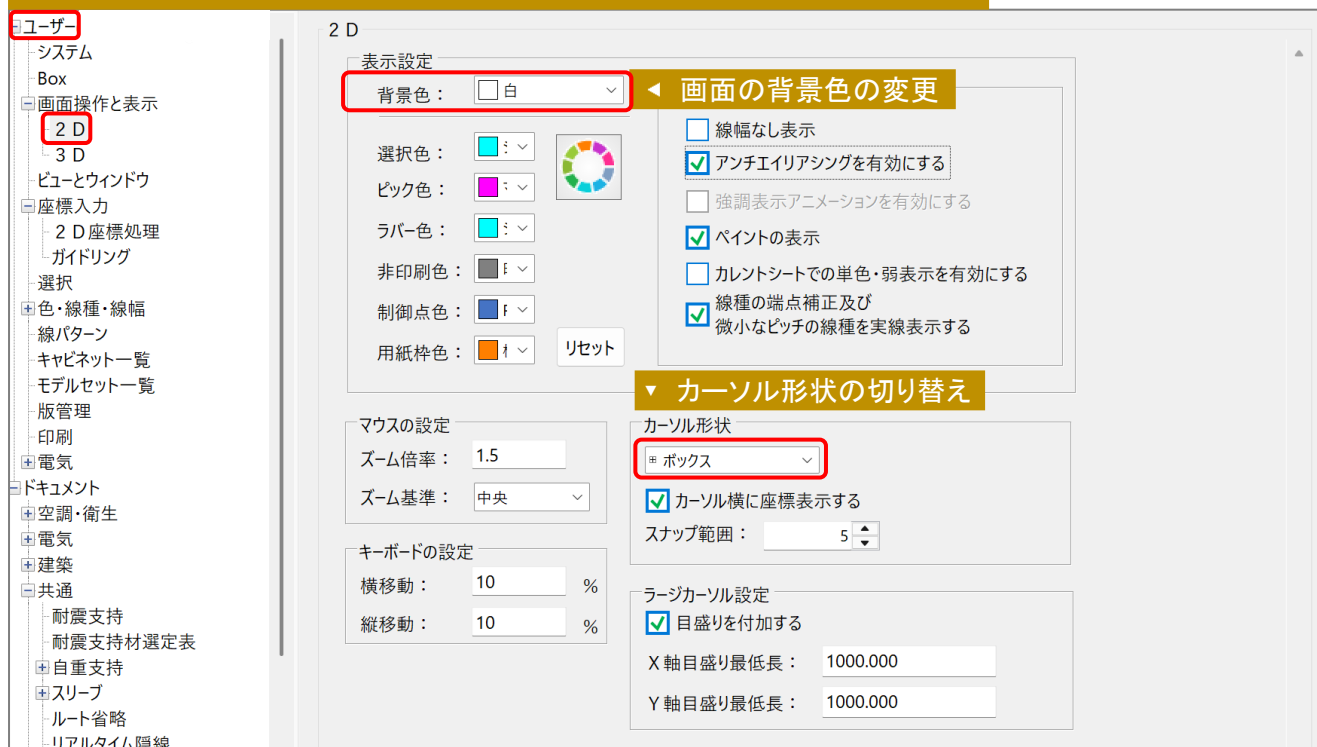 ユーザー
システム
Box
画面操作と表示
２Ｄ
３Ｄ
ビューとウィンドウ
座標入力
２Ｄ座標処理
ガイドリング
選択
色・線種・線幅
線パターン
キャビネット一覧
モデルセット一覧
版管理
印刷
電気
ドキュメント
空調・衛生
電気
建築
共通
耐震支持
耐震支持材選定表
自重支持
スリーブ
ルート省略
リアルタイム隠線
２Ｄ
表示設定
背景色： 白
◀ 画面の背景色の変更
選択色：
ピック色：
ラバー色：
非印刷色：
制御点色：
用紙枠色：
リセット
線幅なし表示
アンチエイリアシングを有効にする
強調表示アニメーションを有効にする
ペイントの表示
カレントシートでの単色・弱表示を有効にする
線種の端点補正及び
微小なピッチの線種を実線表示する
▼ カーソル形状の切り替え
マウスの設定
ズーム倍率： 1.5
ズーム基準： 中央
キーボードの設定
横移動： 10 %
縦移動： 10 %
カーソル形状
ボックス
カーソル横に座標表示する
スナップ範囲： 5
ラージカーソル設定
目盛りを付加する
Ｘ軸目盛り最低長： 1000.000
Ｙ軸目盛り最低長： 1000.000